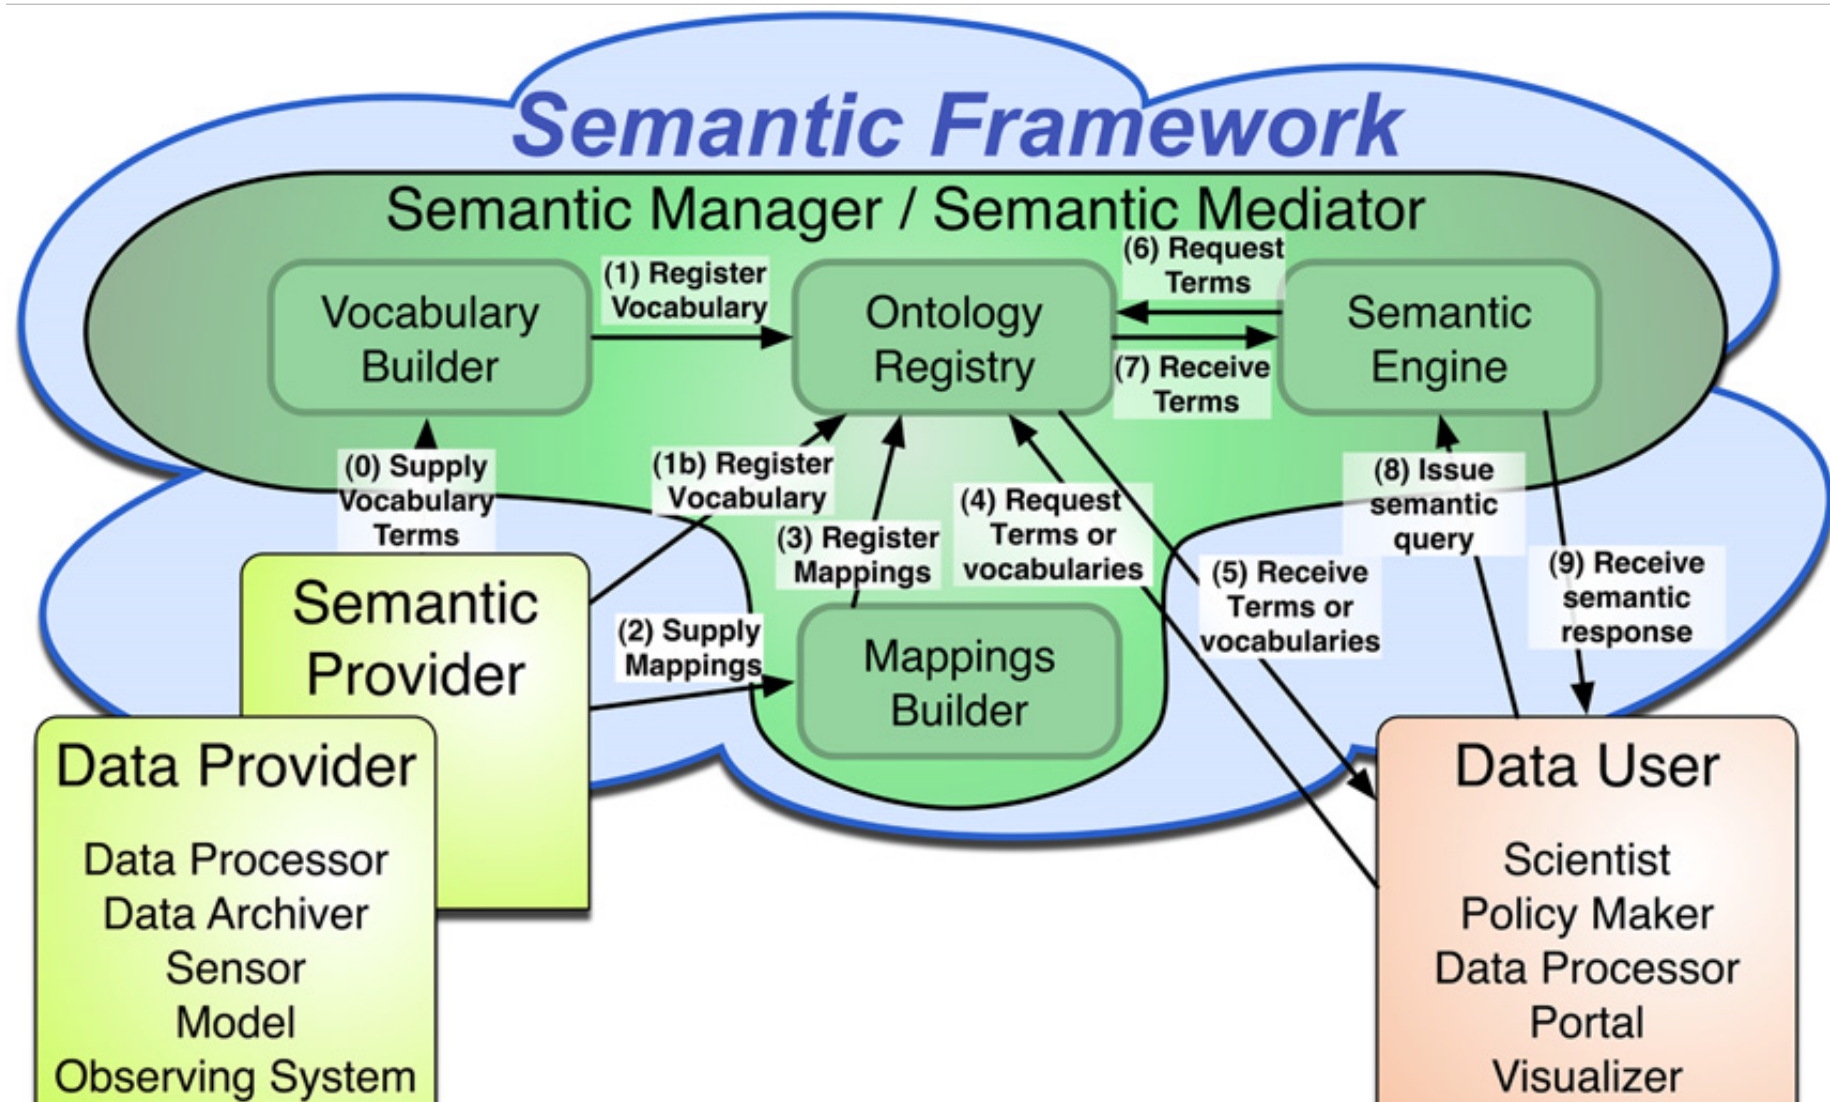 Semantic Framework
Semantic Manager / Semantic Mediator
Vocabulary
Builder
(1) Register
Vocabulary
Ontology
Registry
(6) Request
Terms
(7) Receive
Terms
Semantic
Engine
(0) Supply
Vocabulary
Terms
(1b) Register
Vocabulary
(3) Register
Mappings
(4) Request
Terms or
vocabularies
(5) Receive
Terms or
vocabularies
(8) Issue
semantic
query
(9) Receive
semantic
response
Semantic
Provider
(2) Supply
Mappings
Mappings
Builder
Data Provider
Data Processor
Data Archiver
Sensor
Model
Observing System
Data User
Scientist
Policy Maker
Data Processor
Portal
Visualizer